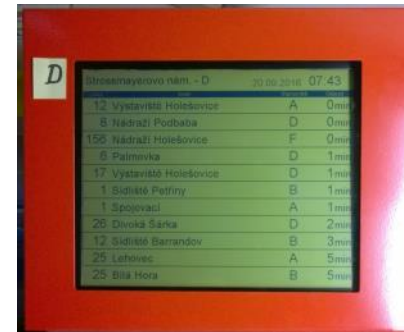 D
Strossmayerovo nám. - D 20.09.2016 07:43
12 Výstaviště Holešovice A 0min
6 Nádraží Podbaba D 0min
156 Nádraží Holešovice F 0min
6 Palmovka D 1min
17 Výstaviště Holešovice D 1min
1 Sídliště Petřiny B 1min
1 Spojovací A 1min
26 Divoká Šárka D 2min
12 Sídliště Barrandov B 3min
25 Lehovec A 5min
25 Bílá Hora B 5min